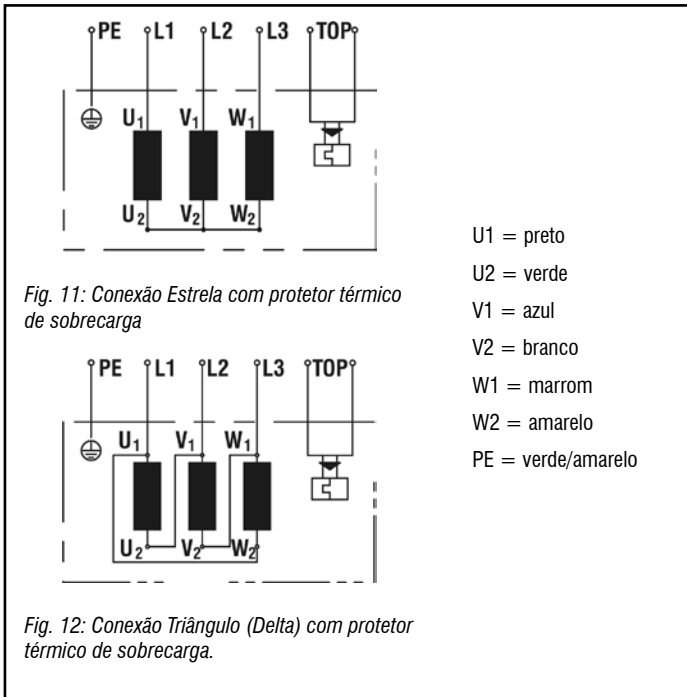 PE L1 L2 L3 TOP
U1 V1 W1
U2 V2 W2
Fig. 11: Conexão Estrela com protetor térmico
de sobrecarga
PE L1 L2 L3 TOP
U1 V1 W1
U2 V2 W2
Fig. 12: Conexão Triângulo (Delta) com protetor
térmico de sobrecarga.
U1 = preto
U2 = verde
V1 = azul
V2 = branco
W1 = marrom
W2 = amarelo
PE = verde/amarelo